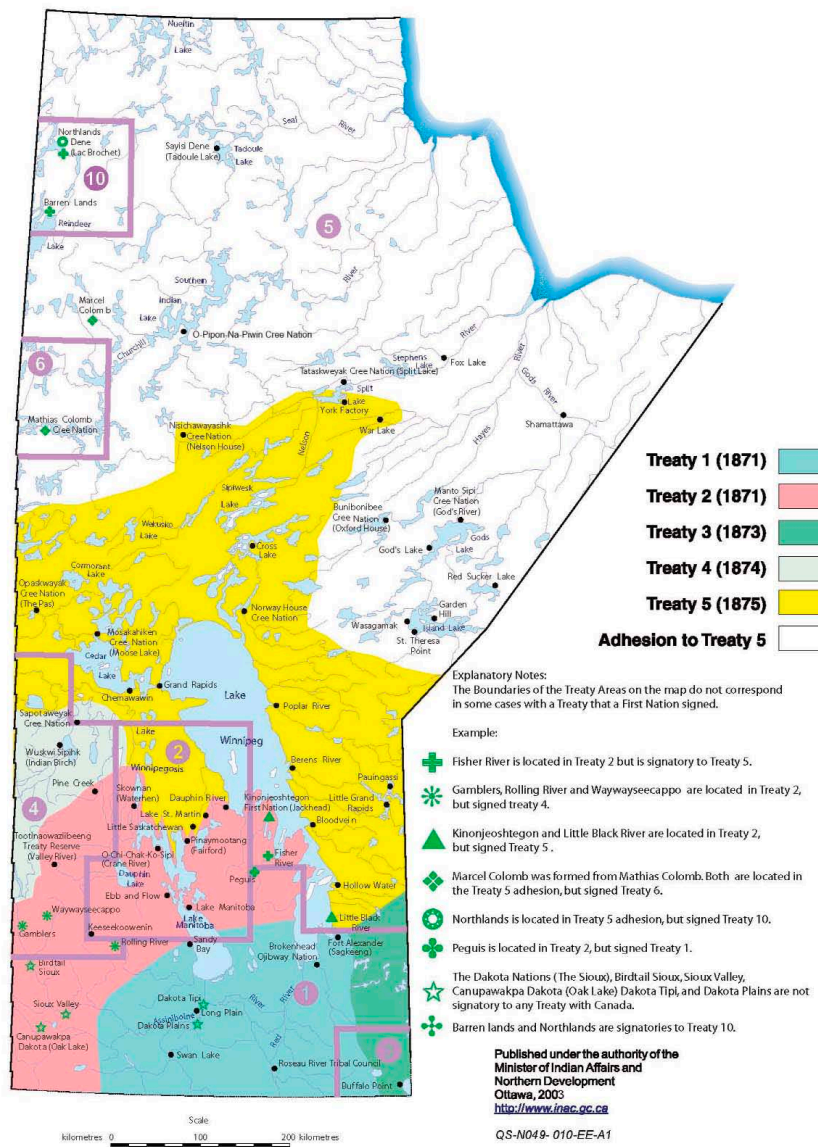 Nueltin
Lake
Northlands
Dene
(Lac Brochet)
10
Sayisi Dene
(Tadoule Lake)
Tadoule
Lake
Seal
River
Barren Lands
Reindeer
Lake
5
Southern
Indian
Lake
River
Marcel
Colomb
O-Pipon-Na-Piwin Cree Nation
Churchill
6
Stephens
Lake
River
Fox Lake
River
Gods
River
Tataskweyak Cree Nation (Split Lake)
Split
Lake
York Factory
War Lake
Shamattawa
Mathias Colomb
Cree Nation
Nisichawayasihk
Cree Nation
(Nelson House)
Nelson
Hayes
Sipiwesk
Lake
Manto Sipi
Cree Nation
(God's River)
Bunibonibee
Cree Nation
(Oxford House)
Wekusko
Lake
Cross
Lake
God's Lake
Gods
Lake
Cormorant
Lake
Red Sucker Lake
Opaskwayak
Cree Nation
(The Pas)
Norway House
Cree Nation
Garden
Hill
Wasagamak
Island Lake
St. Theresa
Point
Mosakahiken
Cree Nation
(Moose Lake)
Cedar
Lake
Grand Rapids
Chemawawin
Lake
Winnipeg
Poplar River
Sapotaweyak
Cree Nation
Lake
Winnipegosis
2
Wuskwi Sipihk
(Indian Birch)
Berens River
Pauingassi
Pine Creek
4
Skownan
(Waterhen)
Dauphin River
Kinonjeoshtegon
First Nation (Jackhead)
Little Grand
Rapids
Lake St. Martin
Bloodvein
Little Saskatchewan
Tootinaowaziibeeng
Treaty Reserve
(Valley River)
Pinaymootang
(Fairford)
O-Chi-Chak-Ko-Sipi
(Crane River)
Fisher
River
Dauphin
Lake
Peguis
Ebb and Flow
Hollow Water
Waywayseecappo
Lake Manitoba
Lake
Manitoba
Gamblers
Keeseekoowenin
Little Black
River
Rolling River
Sandy
Bay
Fort Alexander
(Sagkeeng)
Brokenhead
Ojibway Nation
Birdtail
Sioux
Sioux Valley
Dakota Tipi
Long Plain
Assiniboine
River
River
Red
1
Dakota Plains
Canupawakpa
Dakota (Oak Lake)
Swan Lake
Roseau River Tribal Council
3
Buffalo Point
Scale
kilometres 0 100 200 kilometres
Treaty 1 (1871)
Treaty 2 (1871)
Treaty 3 (1873)
Treaty 4 (1874)
Treaty 5 (1875)
Adhesion to Treaty 5
Explanatory Notes:
The Boundaries of the Treaty Areas on the map do not correspond
in some cases with a Treaty that a First Nation signed.
Example:
Fisher River is located in Treaty 2 but is signatory to Treaty 5.
Gamblers, Rolling River and Waywayseecappo are located in Treaty 2,
but signed treaty 4.
Kinonjeoshtegon and Little Black River are located in Treaty 2,
but signed Treaty 5 .
Marcel Colomb was formed from Mathias Colomb. Both are located in
the Treaty 5 adhesion, but signed Treaty 6.
Northlands is located in Treaty 5 adhesion, but signed Treaty 10.
Peguis is located in Treaty 2, but signed Treaty 1.
The Dakota Nations (The Sioux), Birdtail Sioux, Sioux Valley,
Canupawakpa Dakota (Oak Lake) Dakota Tipi, and Dakota Plains are not
signatory to any Treaty with Canada.
Barren lands and Northlands are signatories to Treaty 10.
Published under the authority of the
Minister of Indian Affairs and
Northern Development
Ottawa, 2003
http://www.inac.gc.ca
QS-N049- 010-EE-A1